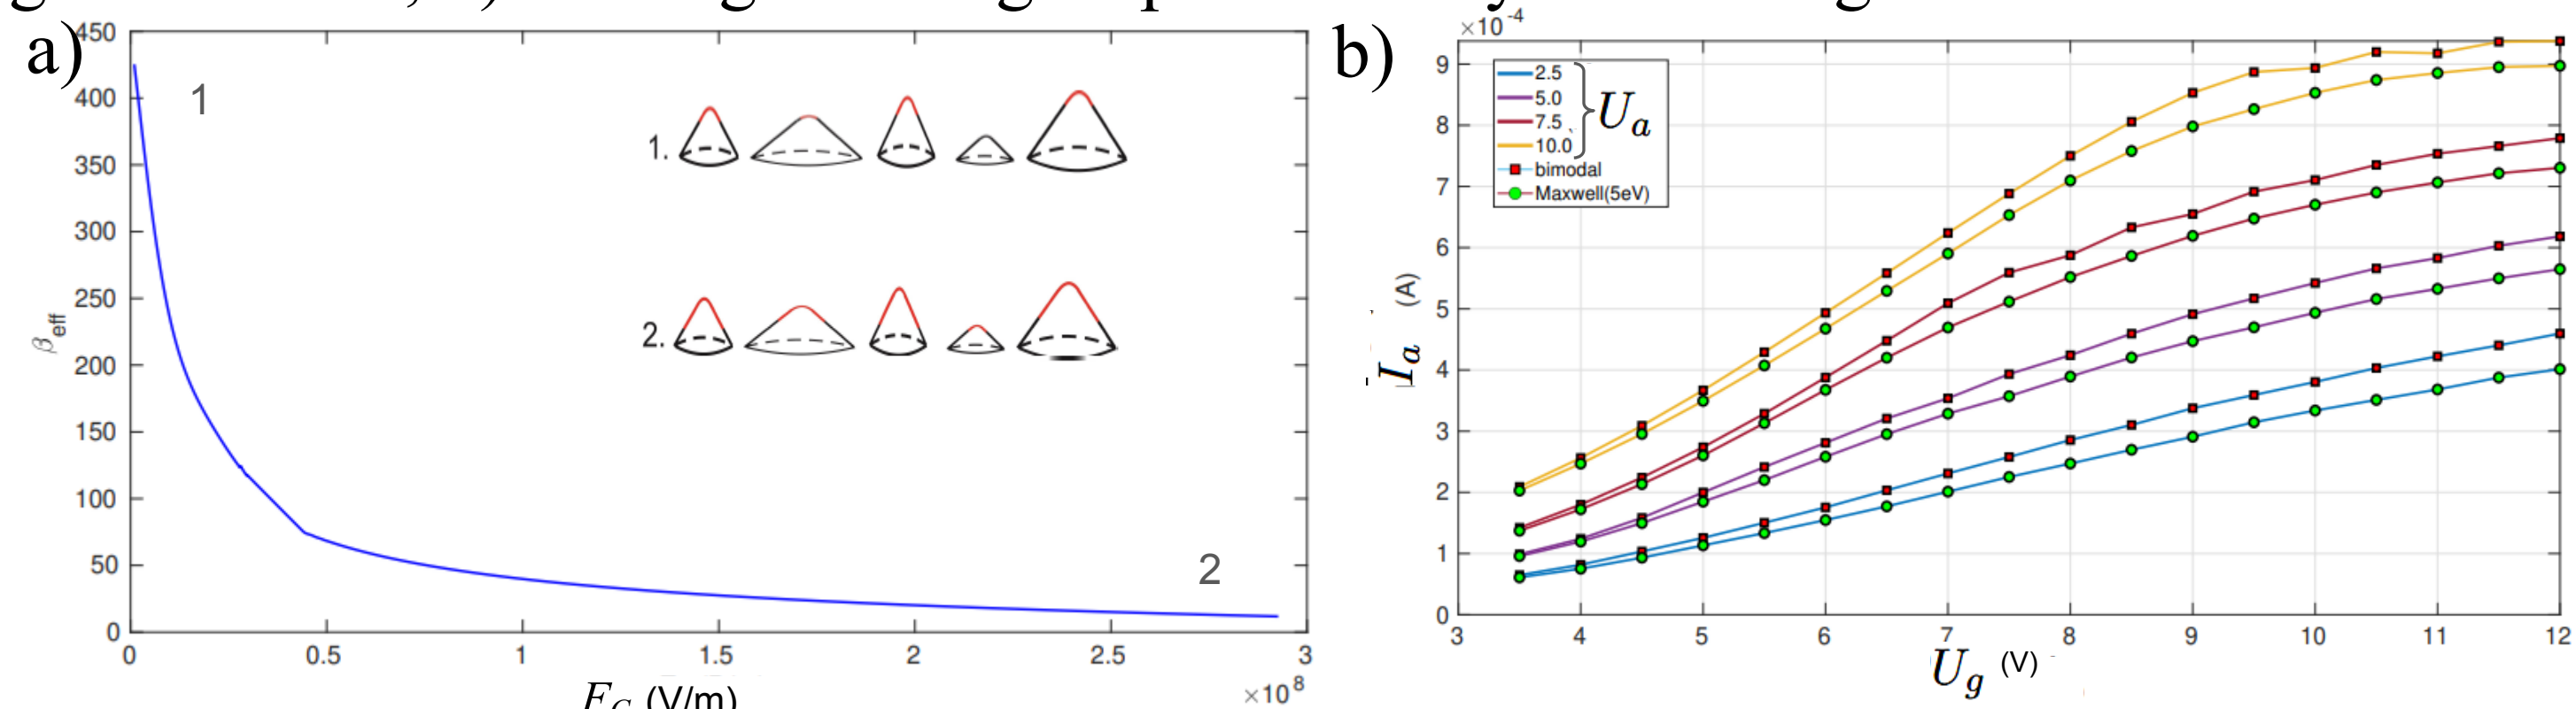 a)
450
400
350
300
250
200
150
100
50
0
β_eff
1
1.
2.
2
0 0.5 1 1.5 2 2.5 3
×10^8
(V/m)
b)
×10^-4
9
8
7
6
5
4
3
2
1
0
I_a (A)
2.5
5.0
7.5
10.0
U_a
bimodal
Maxwell(5eV)
3 4 5 6 7 8 9 10 11 12
U_g (V)